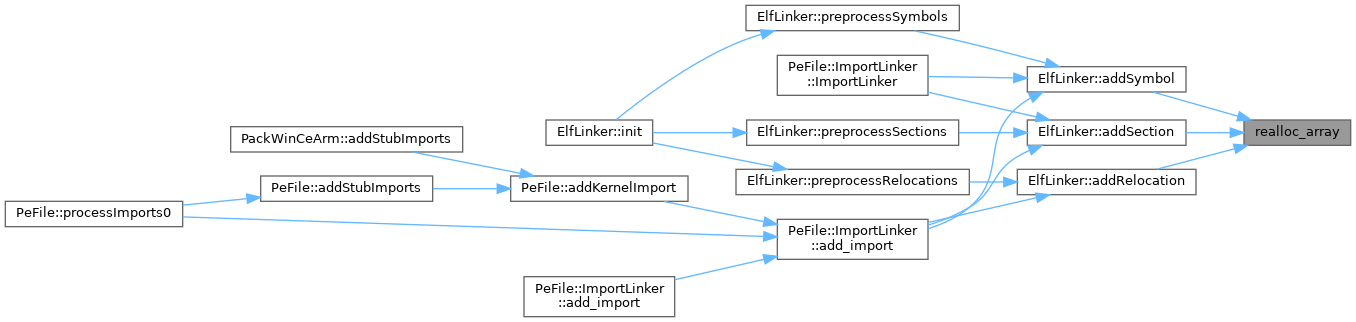 ElfLinker::preprocessSymbols
PeFile::ImportLinker
::ImportLinker
ElfLinker::addSymbol
ElfLinker::init
ElfLinker::preprocessSections
ElfLinker::addSection
realloc_array
PackWinCeArm::addStubImports
ElfLinker::preprocessRelocations
ElfLinker::addRelocation
PeFile::addStubImports
PeFile::addKernelImport
PeFile::processImports0
PeFile::ImportLinker
::add_import
PeFile::ImportLinker
::add_import